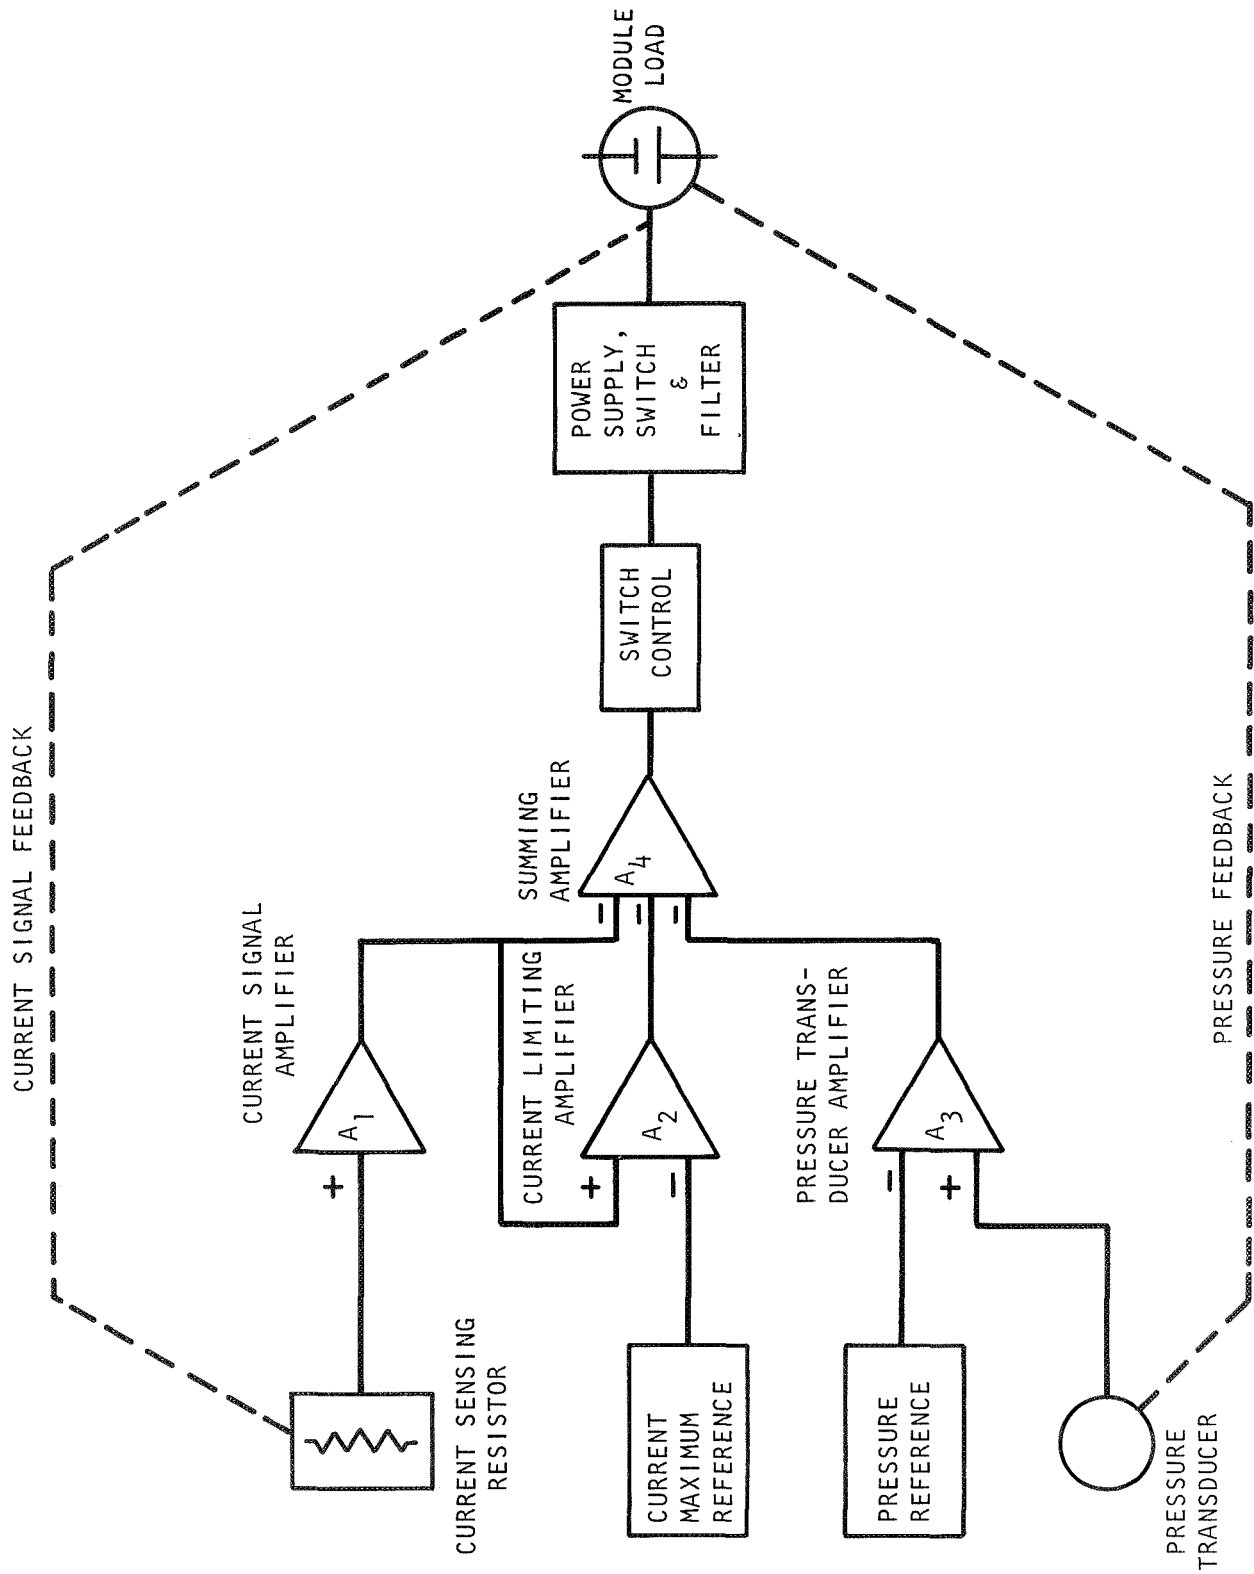 CURRENT SIGNAL FEEDBACK
CURRENT SIGNAL
AMPLIFIER
+
A1
CURRENT SENSING
RESISTOR
SUMMING
AMPLIFIER
–
–
–
A4
CURRENT LIMITING
AMPLIFIER
+
–
A2
CURRENT
MAXIMUM
REFERENCE
SWITCH
CONTROL
POWER
SUPPLY,
SWITCH
&
FILTER
MODULE
LOAD
PRESSURE TRANS-
DUCER AMPLIFIER
–
+
A3
PRESSURE
REFERENCE
PRESSURE
TRANSDUCER
PRESSURE FEEDBACK